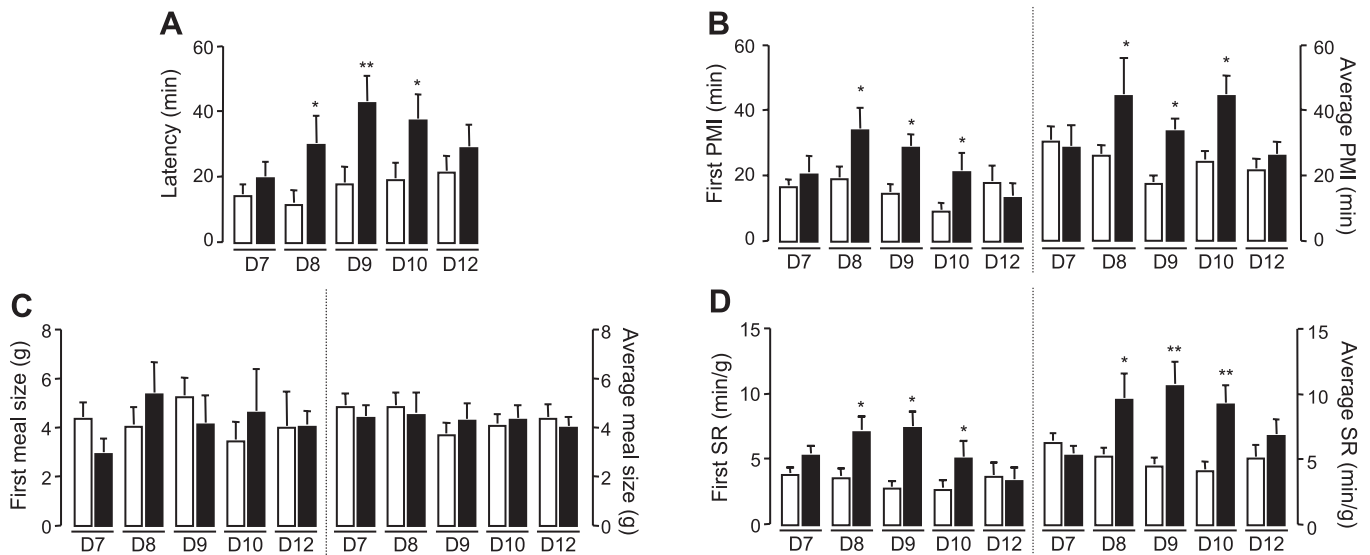 A
Latency (min)
60
40
20
0
*
**
*
D7 D8 D9 D10 D12
B
First PMI (min)
60
40
20
0
*
*
*
D7 D8 D9 D10 D12
*
*
*
D7 D8 D9 D10 D12
60
40
20
0
Average PMI (min)
C
First meal size (g)
8
6
4
2
0
D7 D8 D9 D10 D12
D7 D8 D9 D10 D12
8
6
4
2
0
Average meal size (g)
D
First SR (min/g)
15
10
5
0
*
*
*
D7 D8 D9 D10 D12
*
**
**
D7 D8 D9 D10 D12
15
10
5
0
Average SR (min/g)